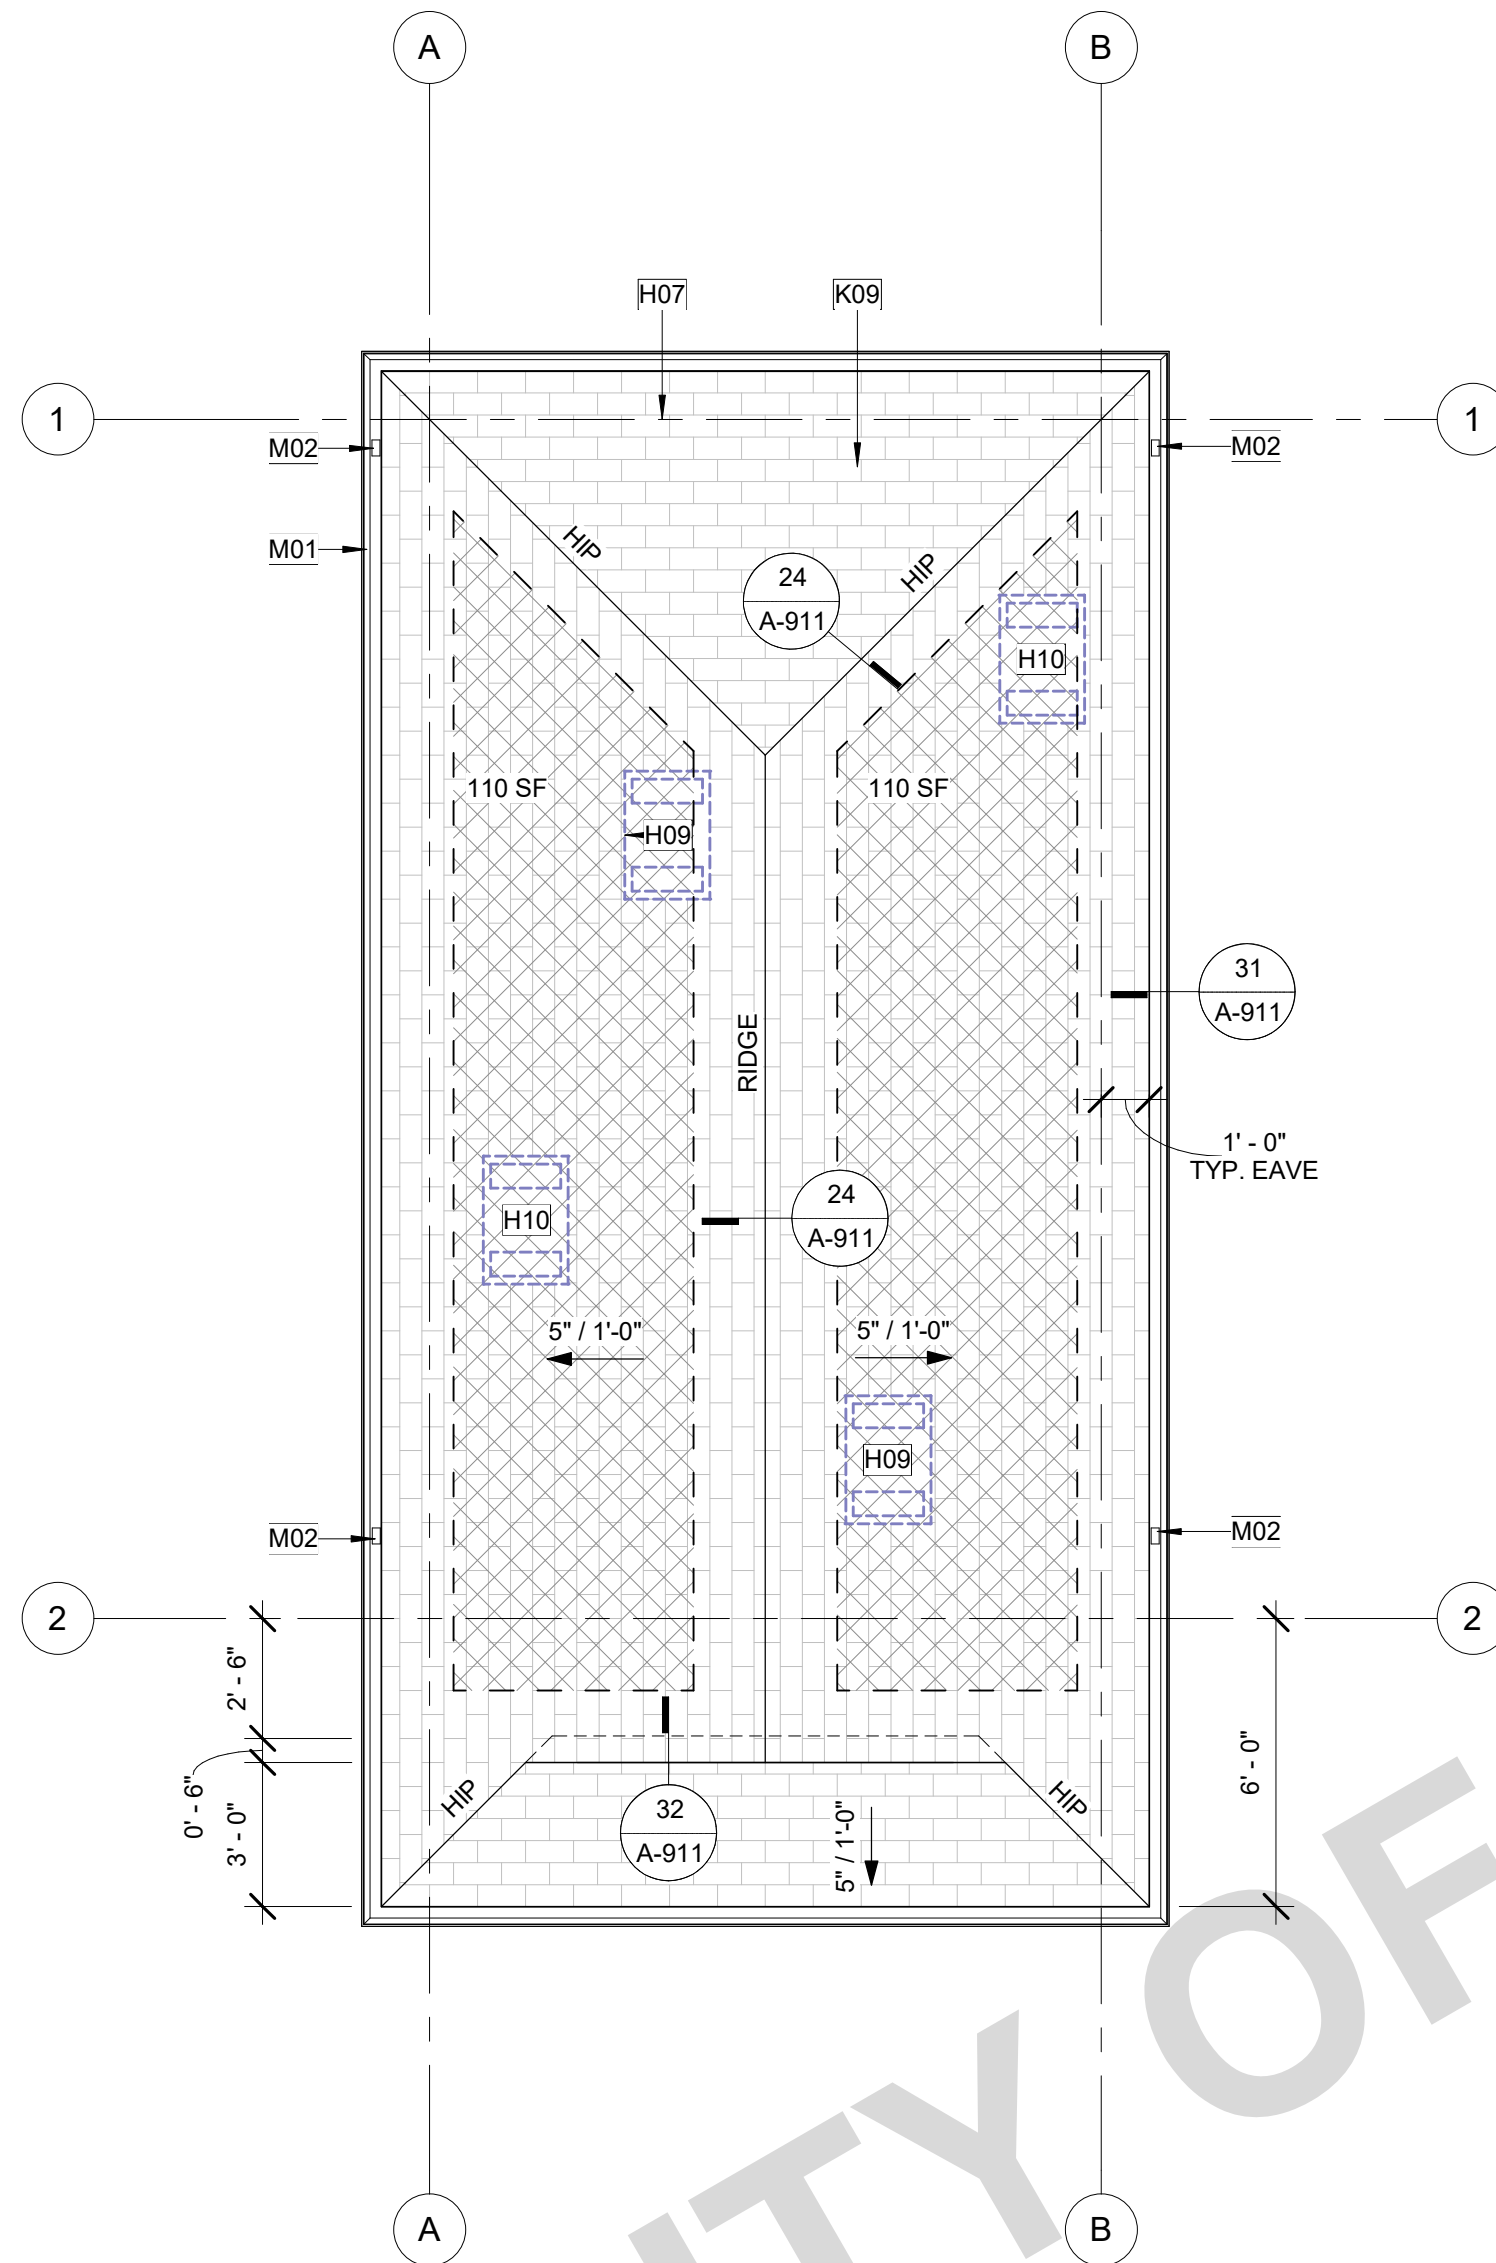 A
B
H07
K09
1
1
M02
M02
M01
HIP
HIP
24
A-911
H10
110 SF
110 SF
H09
31
A-911
RIDGE
1' - 0"
TYP. EAVE
24
A-911
H10
5" / 1'-0"
5" / 1'-0"
H09
M02
M02
2
2
2' - 6"
0' - 6"
3' - 0"
6' - 0"
HIP
HIP
32
A-911
5" / 1'-0"
A
B
OF